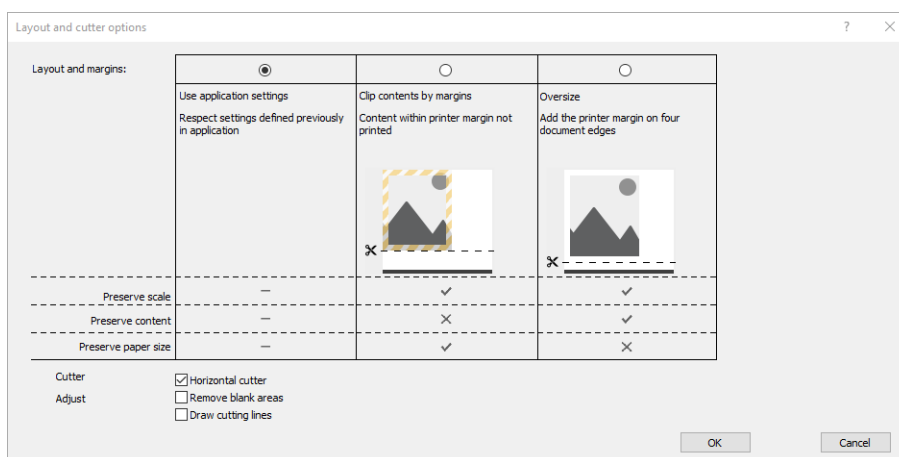 Layout and cutter options
Layout and margins:
Use application settings
Respect settings defined previously
in application
Clip contents by margins
Content within printer margin not
printed
Oversize
Add the printer margin on four
document edges
Preserve scale
Preserve content
Preserve paper size
Cutter
Horizontal cutter
Adjust
Remove blank areas
Draw cutting lines
OK
Cancel